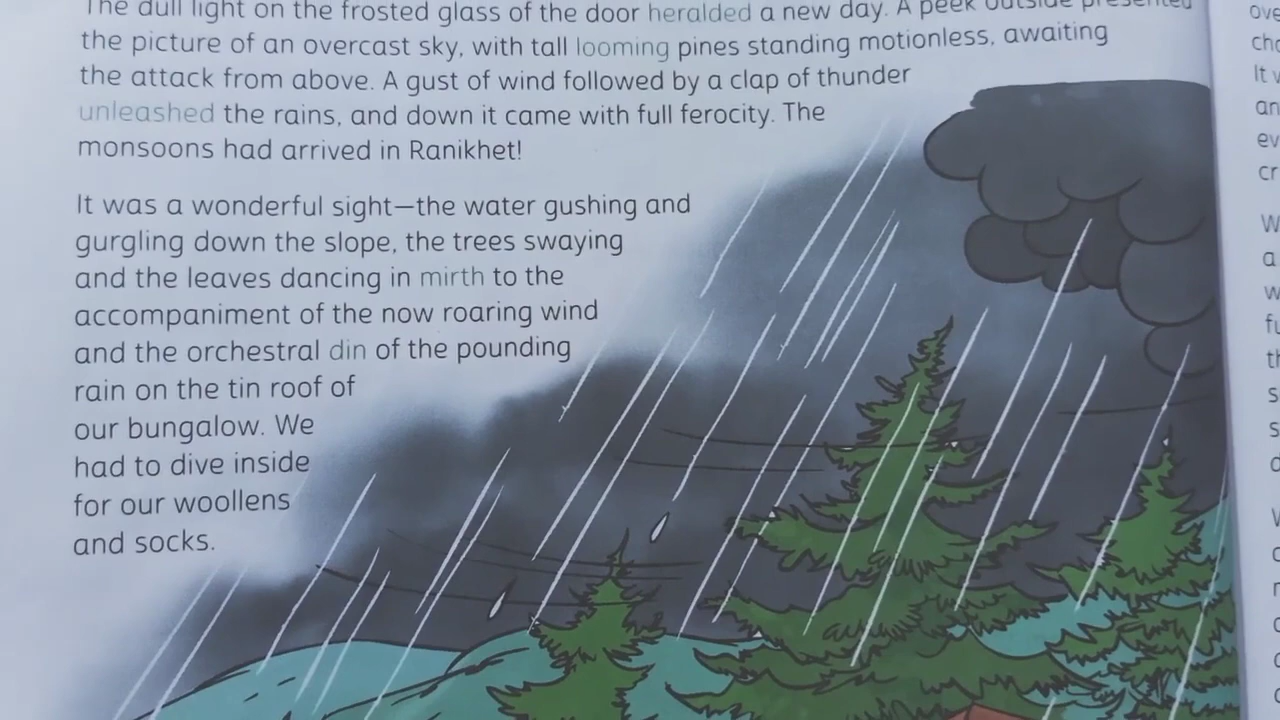 The dull light on the frosted glass of the door heralded a new day. A peek outside presented
the picture of an overcast sky, with tall looming pines standing motionless, awaiting
the attack from above. A gust of wind followed by a clap of thunder
unleashed the rains, and down it came with full ferocity. The
monsoons had arrived in Ranikhet!
It was a wonderful sight—the water gushing and
gurgling down the slope, the trees swaying
and the leaves dancing in mirth to the
accompaniment of the now roaring wind
and the orchestral din of the pounding
rain on the tin roof of
our bungalow. We
had to dive inside
for our woollens
and socks.